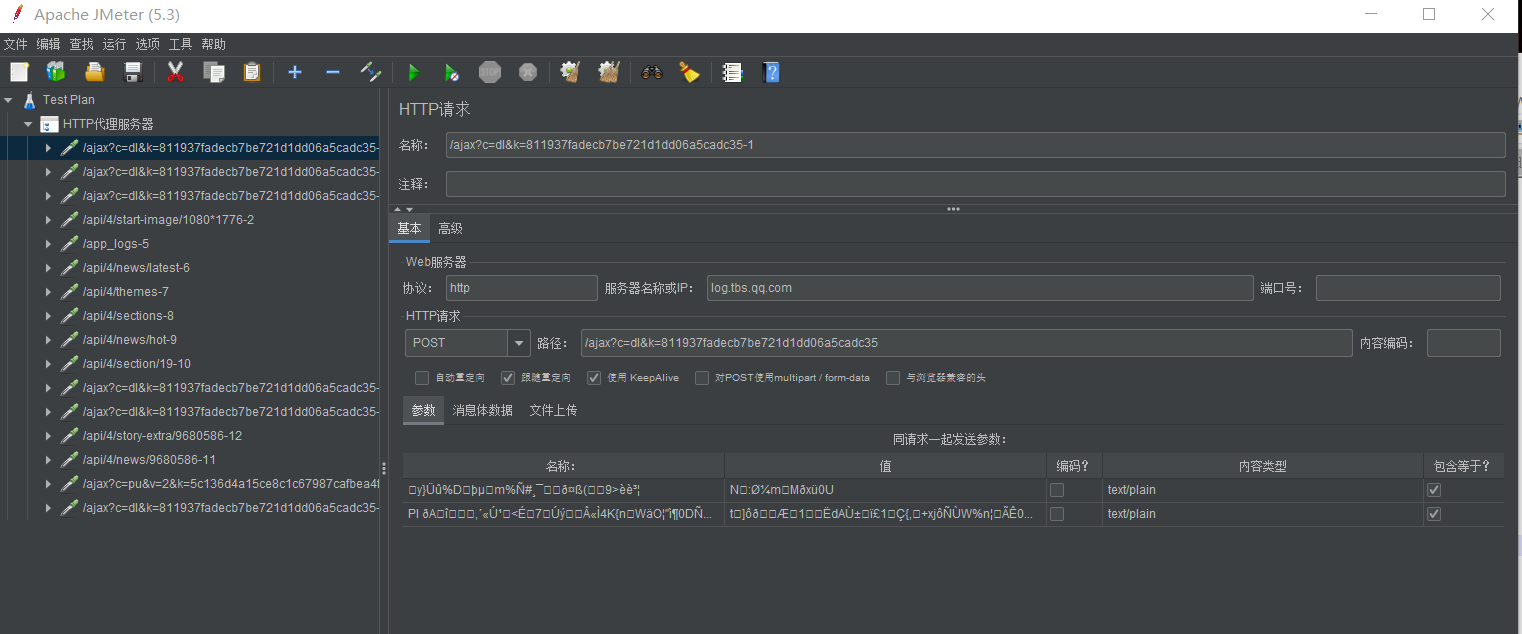 Apache JMeter (5.3)
文件 编辑 查找 运行 选项 工具 帮助
STOP
Test Plan
HTTP代理服务器
/ajax?c=dl&k=811937fadecb7be721d1dd06a5cadc35-
/ajax?c=dl&k=811937fadecb7be721d1dd06a5cadc35-
/ajax?c=dl&k=811937fadecb7be721d1dd06a5cadc35-
/api/4/start-image/1080*1776-2
/app_logs-5
/api/4/news/latest-6
/api/4/themes-7
/api/4/sections-8
/api/4/news/hot-9
/api/4/section/19-10
/ajax?c=dl&k=811937fadecb7be721d1dd06a5cadc35-
/ajax?c=dl&k=811937fadecb7be721d1dd06a5cadc35-
/api/4/story-extra/9680586-12
/api/4/news/9680586-11
/ajax?c=pu&v=2&k=5c136d4a15ce8c1c67987cafbea4f
/ajax?c=dl&k=811937fadecb7be721d1dd06a5cadc35-
HTTP请求
名称： /ajax?c=dl&k=811937fadecb7be721d1dd06a5cadc35-1
注释：
基本 高级
Web服务器
协议： http 服务器名称或IP： log.tbs.qq.com 端口号：
HTTP请求
POST 路径： /ajax?c=dl&k=811937fadecb7be721d1dd06a5cadc35 内容编码：
自动重定向 跟随重定向 使用 KeepAlive 对POST使用multipart / form-data 与浏览器兼容的头
参数 消息体数据 文件上传
同请求一起发送参数：
名称： 值 编码？ 内容类型 包含等于？
text/plain
text/plain